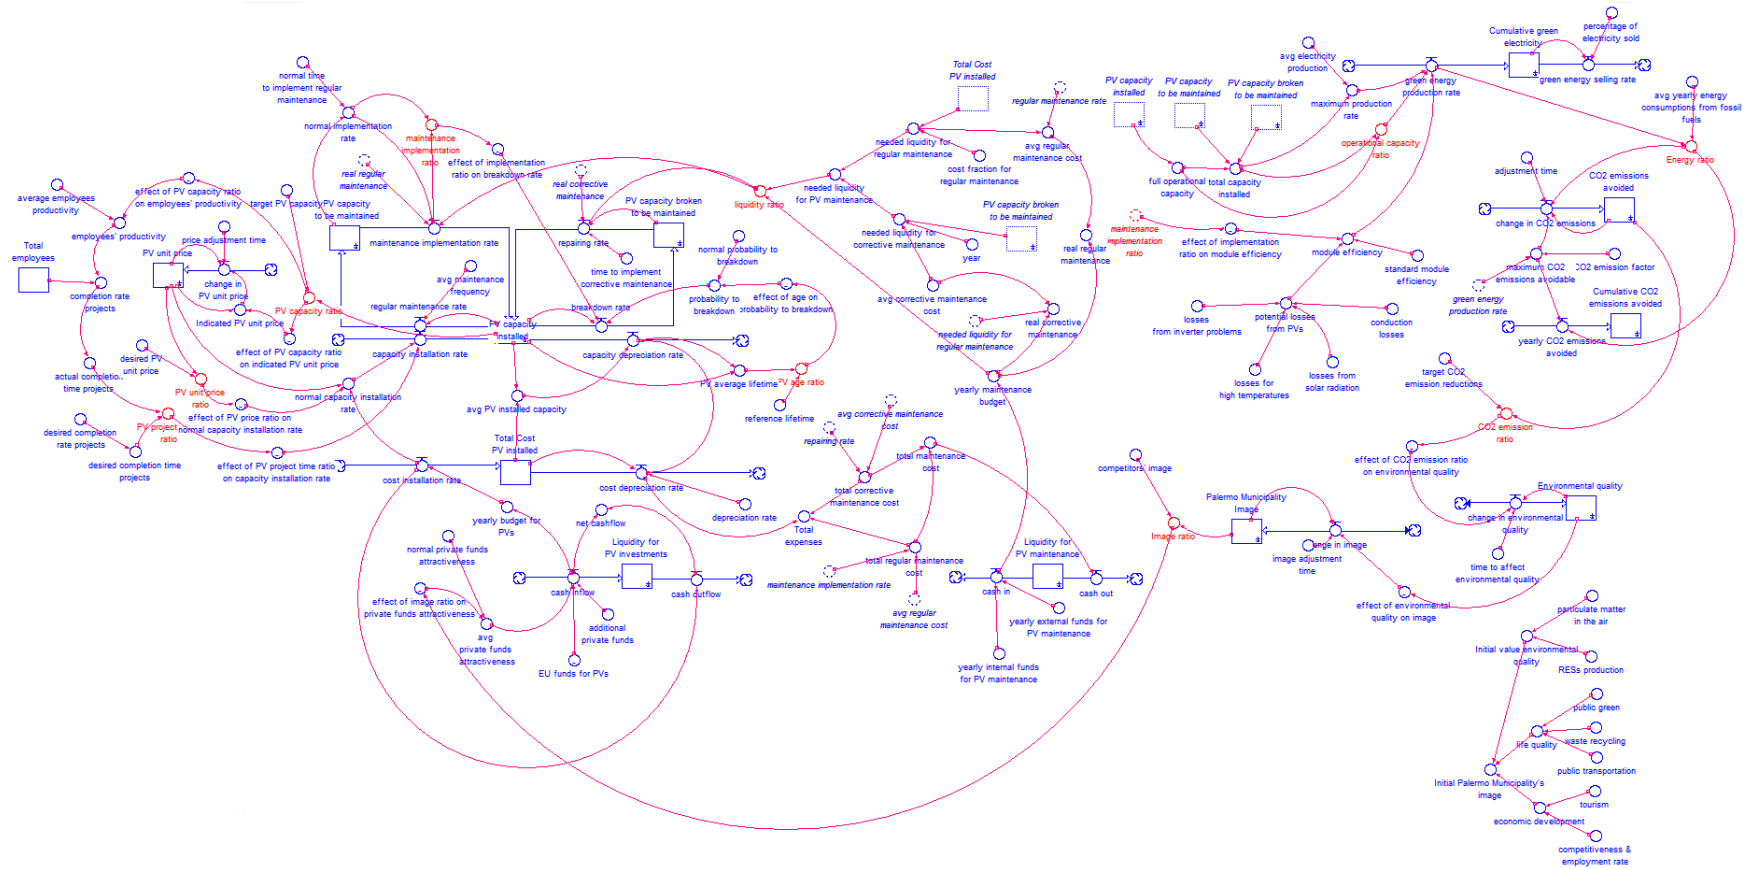 normal time
to implement regular
maintenance
normal implementation
rate
maintenance
implementation
ratio
effect of implementation
ratio on breakdown rate
real regular
maintenance
real corrective
maintenance
average employees
productivity
effect of PV capacity ratio
on employees' productivity
target PV capacity
PV capacity
to be maintained
PV capacity broken
to be maintained
employees' productivity
price adjustment time
maintenance implementation rate
repairing rate
Total
employees
PV unit price
change in
PV unit price
completion rate
projects
Indicated PV unit price
PV capacity ratio
effect of PV capacity ratio
on indicated PV unit price
avg maintenance
frequency
time to implement
corrective maintenance
normal probability to
breakdown
regular maintenance rate
breakdown rate
probability to
breakdown
effect of age on
probability to breakdown
PV capacity
Installed
capacity installation rate
capacity depreciation rate
desired PV
unit price
actual completion
time projects
PV unit price
ratio
normal capacity installation
rate
PV average lifetime
PV age ratio
reference lifetime
avg PV installed capacity
desired completion
rate projects
PV project
ratio
effect of PV price ratio on
normal capacity installation rate
desired completion time
projects
effect of PV project time ratio
on capacity installation rate
Total Cost
PV installed
cost installation rate
cost depreciation rate
depreciation rate
yearly budget for
PVs
net cashflow
normal private funds
attractiveness
Liquidity for
PV investments
cash inflow
cash outflow
effect of image ratio on
private funds attractiveness
avg
private funds
attractiveness
additional
private funds
EU funds for PVs
Total Cost
PV installed
regular maintenance rate
needed liquidity for
regular maintenance
avg regular
maintenance cost
cost fraction for
regular maintenance
needed liquidity
for PV maintenance
liquidity ratio
PV capacity broken
to be maintained
needed liquidity for
corrective maintenance
year
real regular
maintenance
avg corrective maintenance
cost
needed liquidity for
regular maintenance
real corrective
maintenance
yearly maintenance
budget
avg corrective maintenance
cost
repairing rate
total maintenance
cost
total corrective
maintenance cost
Total
expenses
total regular maintenance
cost
maintenance implementation rate
avg regular
maintenance cost
Liquidity for
PV maintenance
cash in
cash out
yearly external funds for
PV maintenance
yearly internal funds
for PV maintenance
PV capacity
installed
PV capacity
to be maintained
PV capacity broken
to be maintained
avg electricity
production
maximum production
rate
green energy
production rate
Cumulative green
electricity
percentage of
electricity sold
green energy selling rate
avg yearly energy
consumptions from fossil
fuels
Energy ratio
operational capacity
ratio
full operational
capacity
total capacity
installed
maintenance
implementation
ratio
effect of implementation
ratio on module efficiency
module efficiency
standard module
efficiency
losses
from inverter problems
potential losses
from PVs
conduction
losses
losses for
high temperatures
losses from
solar radiation
adjustment time
CO2 emissions
avoided
change in CO2 emissions
maximum CO2
emissions avoidable
CO2 emission factor
green energy
production rate
Cumulative CO2
emissions avoided
yearly CO2 emissions
avoided
target CO2
emission reductions
CO2 emission
ratio
effect of CO2 emission ratio
on environmental quality
competitors' image
Palermo Municipality
Image
Image ratio
change in image
image adjustment
time
Environmental quality
change in environmental
quality
time to affect
environmental quality
effect of environmental
quality on image
particulate matter
in the air
Initial value environmental
quality
RESs production
public green
life quality
waste recycling
public transportation
Initial Palermo Municipality's
image
tourism
economic development
competitiveness &
employment rate